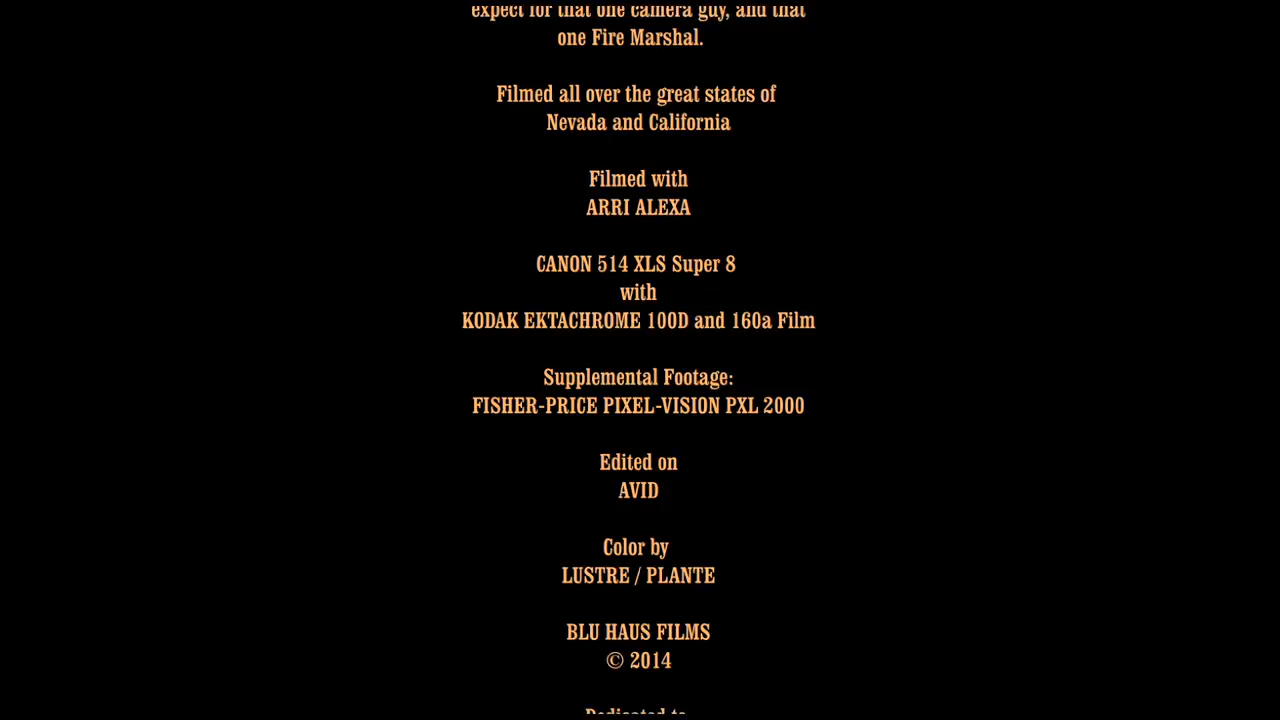 expect for that one camera guy, and that
one Fire Marshal.
Filmed all over the great states of
Nevada and California
Filmed with
ARRI ALEXA
CANON 514 XLS Super 8
with
KODAK EKTACHROME 100D and 160a Film
Supplemental Footage:
FISHER-PRICE PIXEL-VISION PXL 2000
Edited on
AVID
Color by
LUSTRE / PLANTE
BLU HAUS FILMS
© 2014
Dedicated to